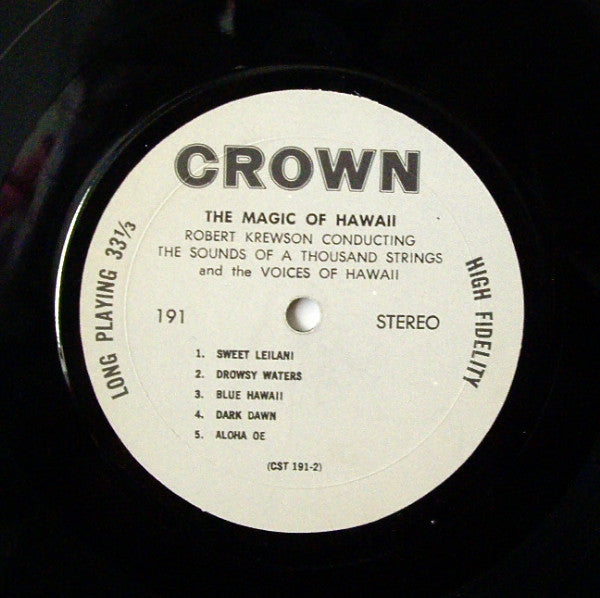 CROWN
THE MAGIC OF HAWAII
ROBERT KREWSON CONDUCTING
THE SOUNDS OF A THOUSAND STRINGS
and the VOICES OF HAWAII
LONG PLAYING 33⅓
HIGH FIDELITY
191
STEREO
1. SWEET LEILANI
2. DROWSY WATERS
3. BLUE HAWAII
4. DARK DAWN
5. ALOHA OE
(CST 191-2)